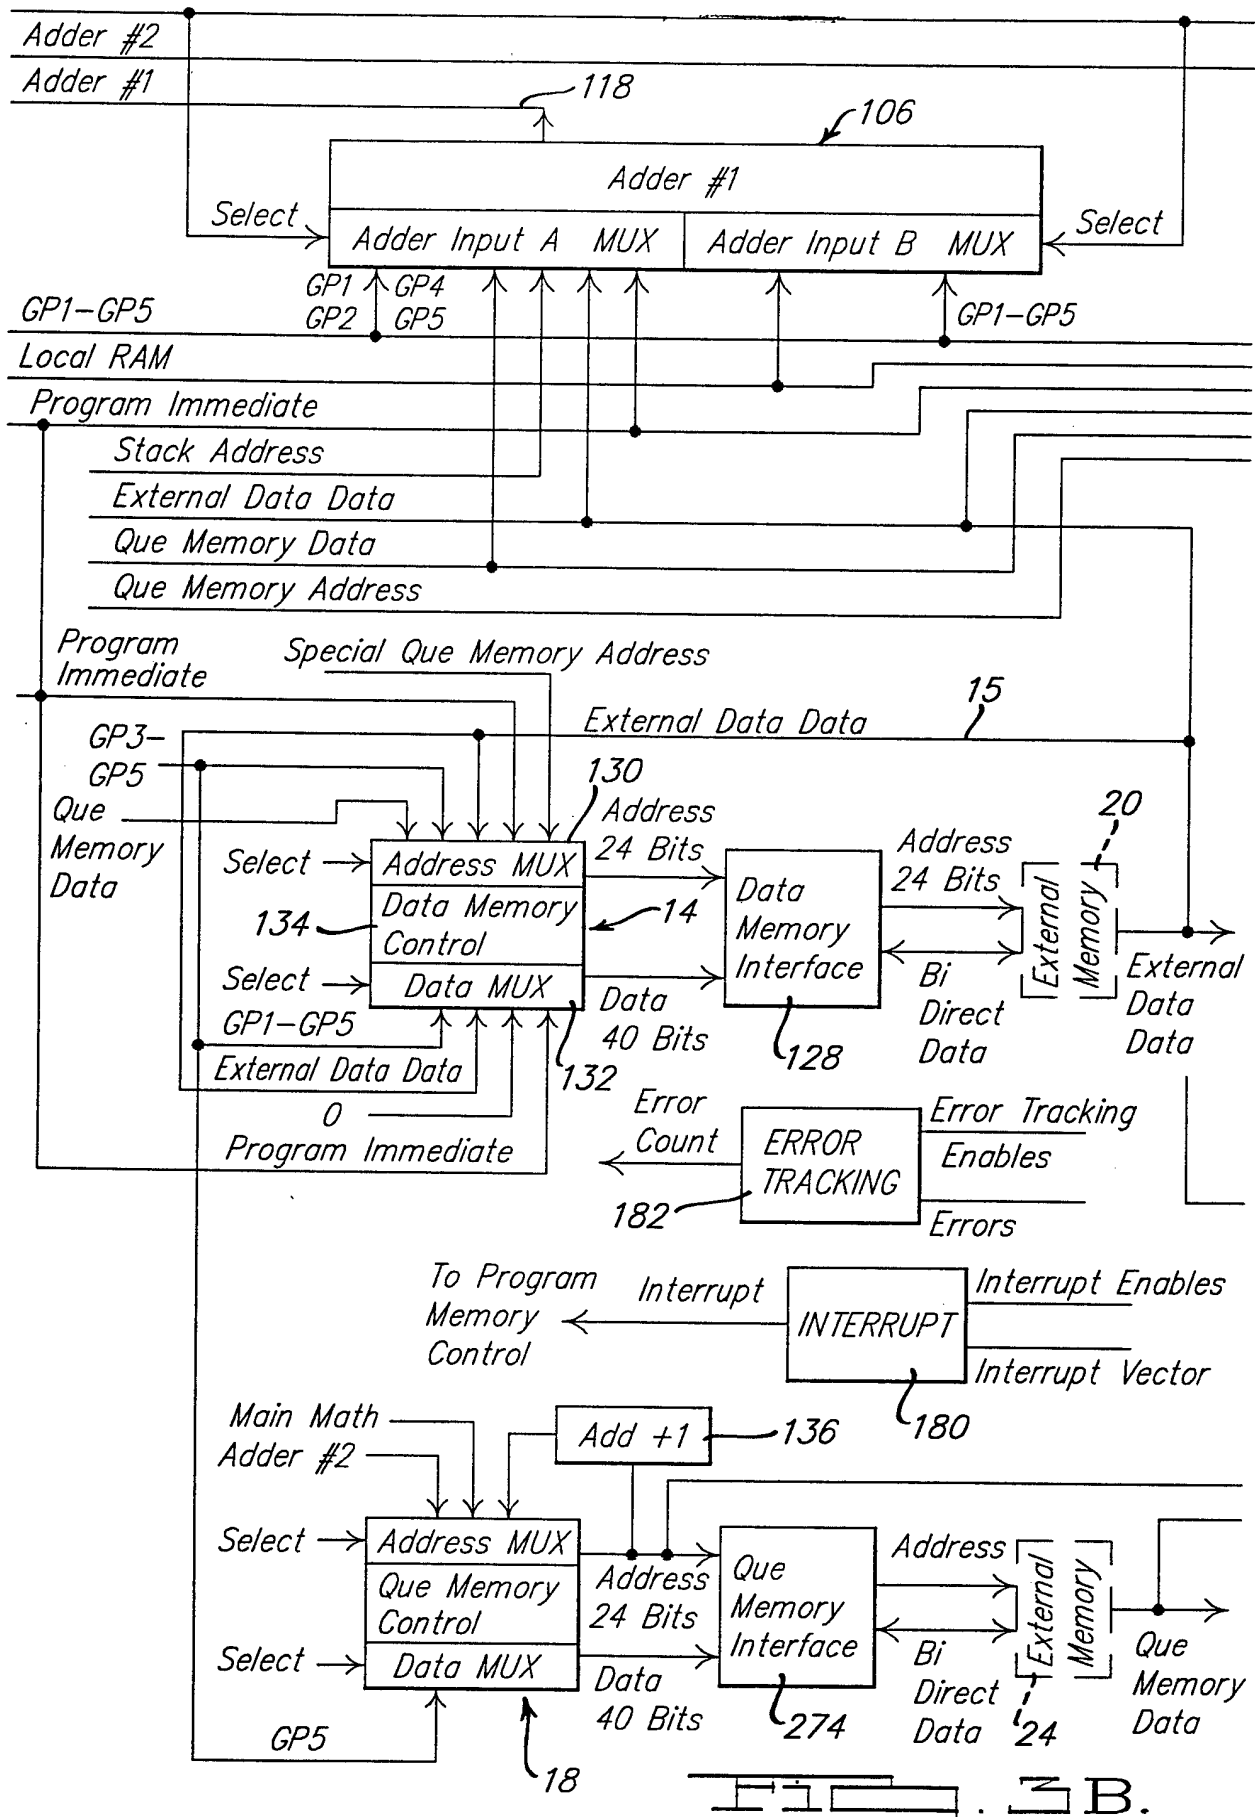 Adder #2
Adder #1
118
106
Adder #1
Select
Adder Input A MUX
Adder Input B MUX
Select
GP1 GP4
GP2 GP5
GP1-GP5
GP1-GP5
Local RAM
Program Immediate
Stack Address
External Data Data
Que Memory Data
Que Memory Address
Program
Immediate
Special Que Memory Address
15
External Data Data
GP3-
GP5
130
Que
Memory
Data
Address
24 Bits
20
Select
Address MUX
Data Memory
Control
134
14
Select
Data MUX
Data
Memory
Interface
Address
24 Bits
External
Memory
Bi
Direct
Data
External
Data
Data
GP1-GP5
Data
40 Bits
128
External Data Data
132
0
Program Immediate
Error
Count
ERROR
TRACKING
182
Error Tracking
Enables
Errors
To Program
Memory
Control
Interrupt
INTERRUPT
Interrupt Enables
Interrupt Vector
180
Main Math
Adder #2
Add +1
136
Select
Address MUX
Que Memory
Control
Select
Data MUX
Address
24 Bits
Data
40 Bits
Que
Memory
Interface
Address
External
Memory
Bi
Direct
Data
Que
Memory
Data
GP5
18
274
24
FIG. 3B.